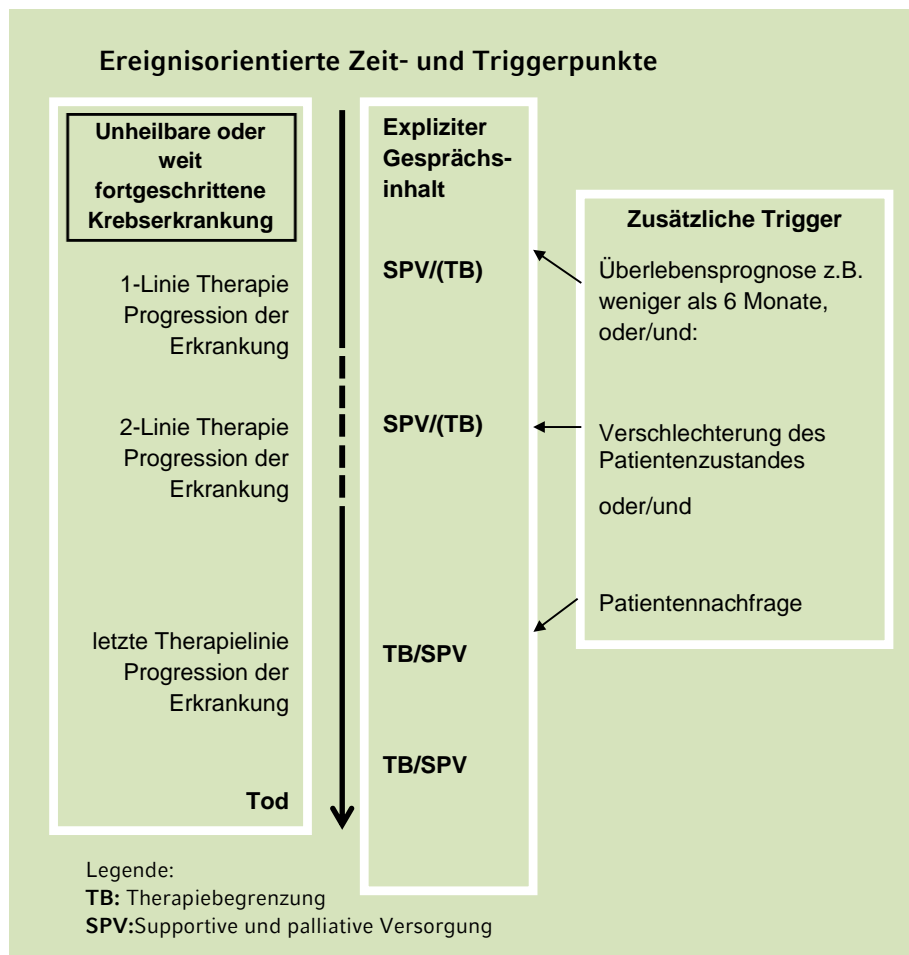 Ereignisorientierte Zeit- und Triggerpunkte
Unheilbare oder
weit
fortgeschrittene
Krebserkrankung
1-Linie Therapie
Progression der
Erkrankung
2-Linie Therapie
Progression der
Erkrankung
letzte Therapielinie
Progression der
Erkrankung
Tod
Expliziter
Gesprächs-
inhalt
SPV/(TB)
SPV/(TB)
TB/SPV
TB/SPV
Zusätzliche Trigger
Überlebensprognose z.B.
weniger als 6 Monate,
oder/und:
Verschlechterung des
Patientenzustandes
oder/und
Patientennachfrage
Legende:
TB: Therapiebegrenzung
SPV:Supportive und palliative Versorgung